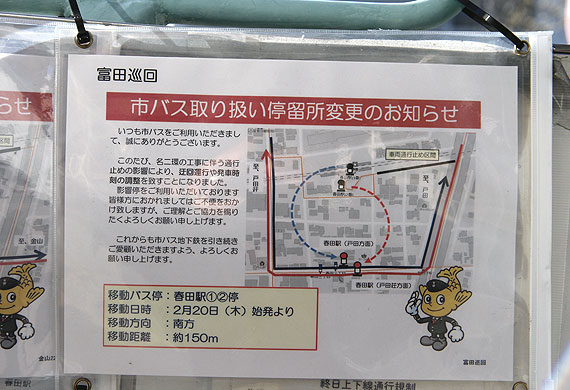 富田巡回
市バス取り扱い停留所変更のお知らせ
いつも市バスをご利用いただきまし
て、誠にありがとうございます。
このたび、名二環の工事に伴う通行
止めの影響により、迂回運行や発車時
刻の調整を致すことになりました。
影響停をご利用いただいております
皆様方におかれましてはご不便をおか
け致しますが、ご理解とご協力を賜り
たくよろしくお願い申し上げます。
これからも市バス地下鉄を引き続き
ご愛顧いただきますよう、よろしくお
願い申し上げます。
車両通行止め区間
至、戸田荘
至、戸田
春田駅（戸田方面）
春田駅（戸田荘方面）
移動バス停：春田駅①②停
移動日時　：2月20日（木）始発より
移動方向　：南方
移動距離　：約150m
富田巡回
らせ
至、金山
金山22
春田駅
終日上下線通行規制